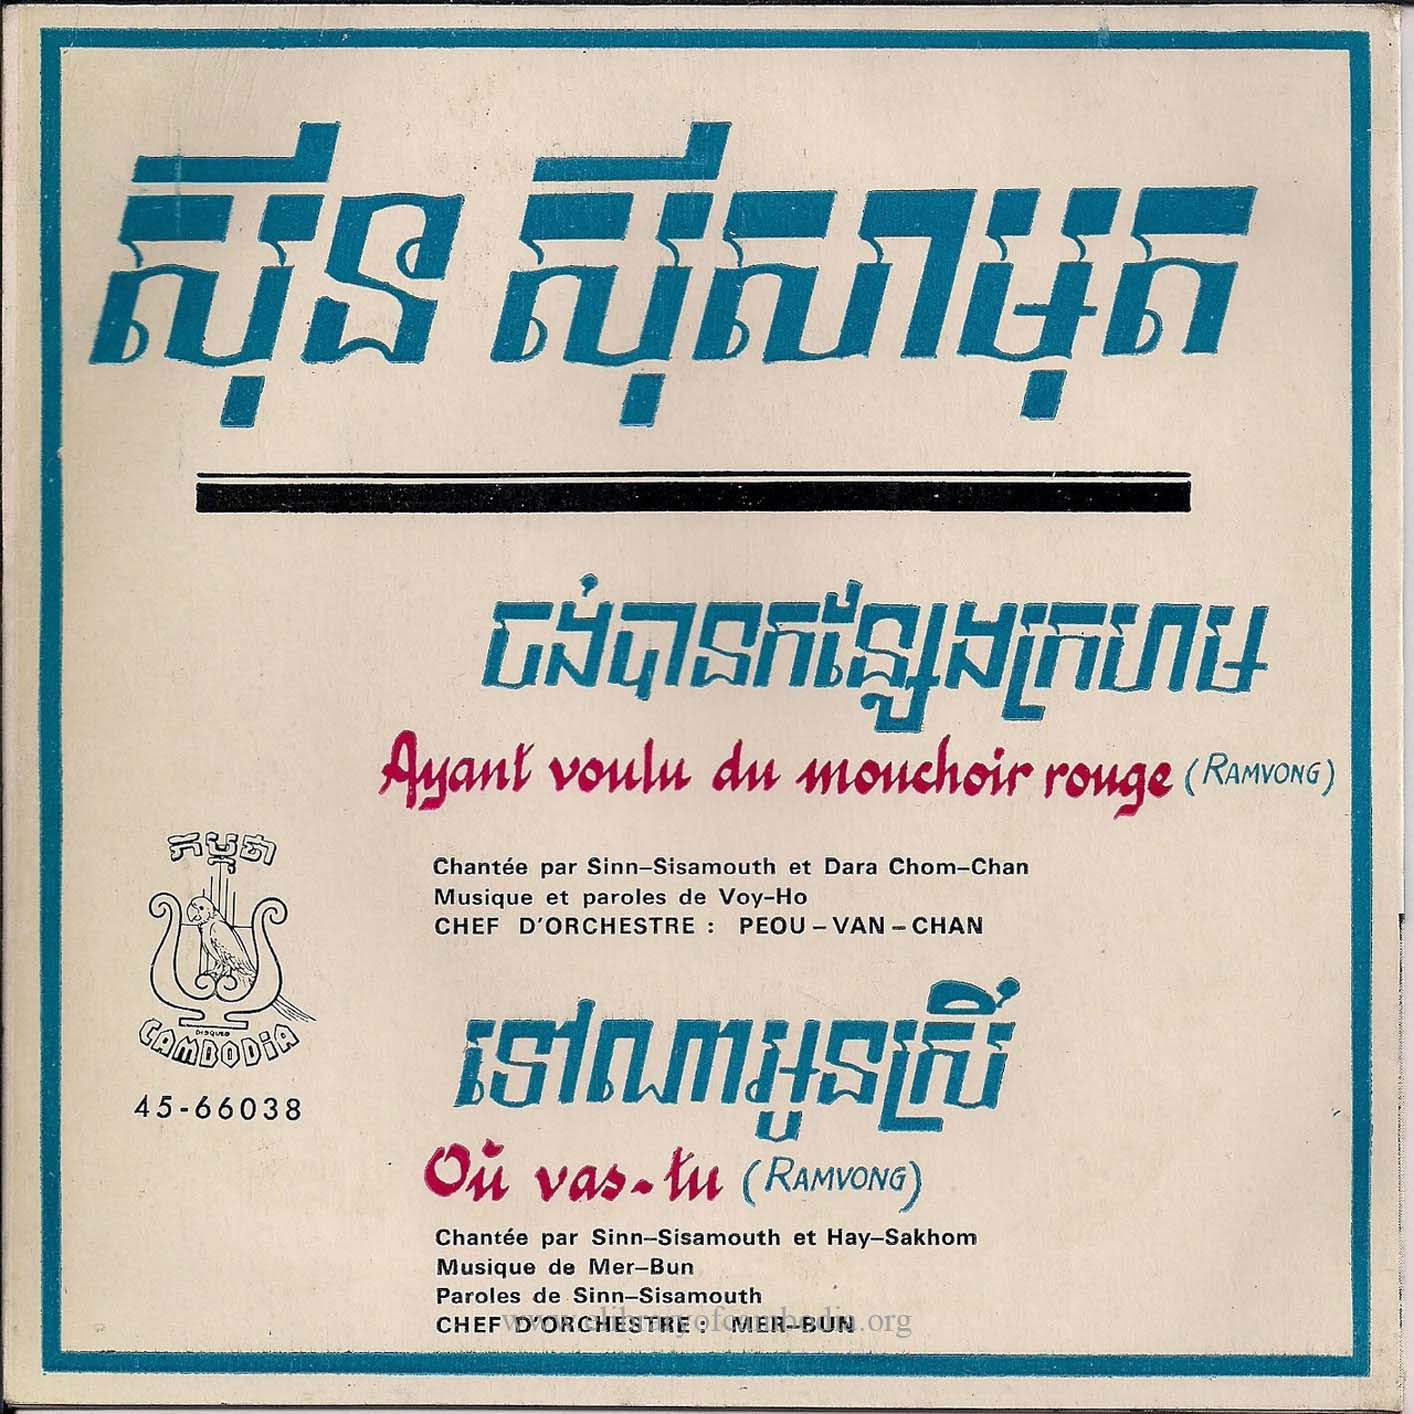 ស៊ីន ស៊ីសាមុត
ចង់បានកន្សែងក្រហម
Ayant voulu du mouchoir rouge (RAMVONG)
Chantée par Sinn-Sisamouth et Dara Chom-Chan
Musique et paroles de Voy-Ho
CHEF D'ORCHESTRE : PEOU-VAN-CHAN
កម្ពុជា
DISQUES
CAMBODIA
45-66038
ទៅណាអូនស្រី
Où vas-tu (RAMVONG)
Chantée par Sinn-Sisamouth et Hay-Sakhom
Musique de Mer-Bun
Paroles de Sinn-Sisamouth
CHEF D'ORCHESTRE : MER-BUN
www.elibraryofcambodia.org